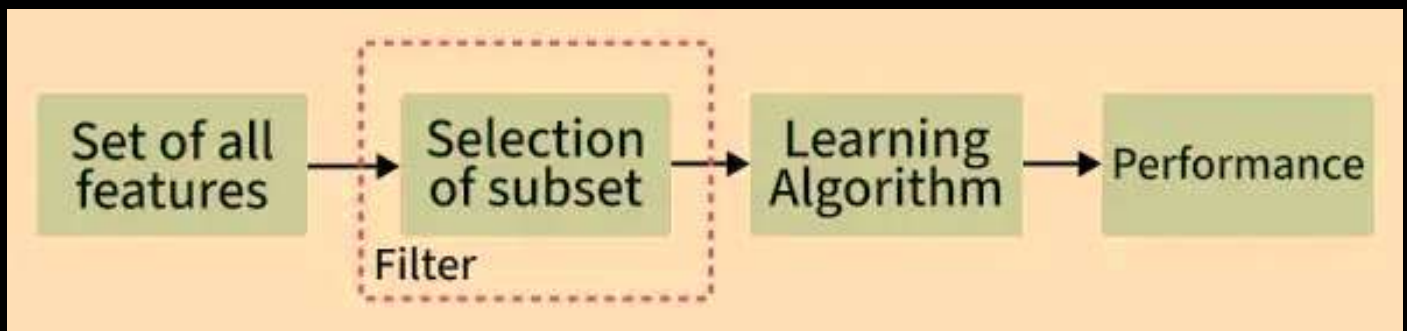 Set of all
features
Selection
of subset
Filter
Learning
Algorithm
Performance